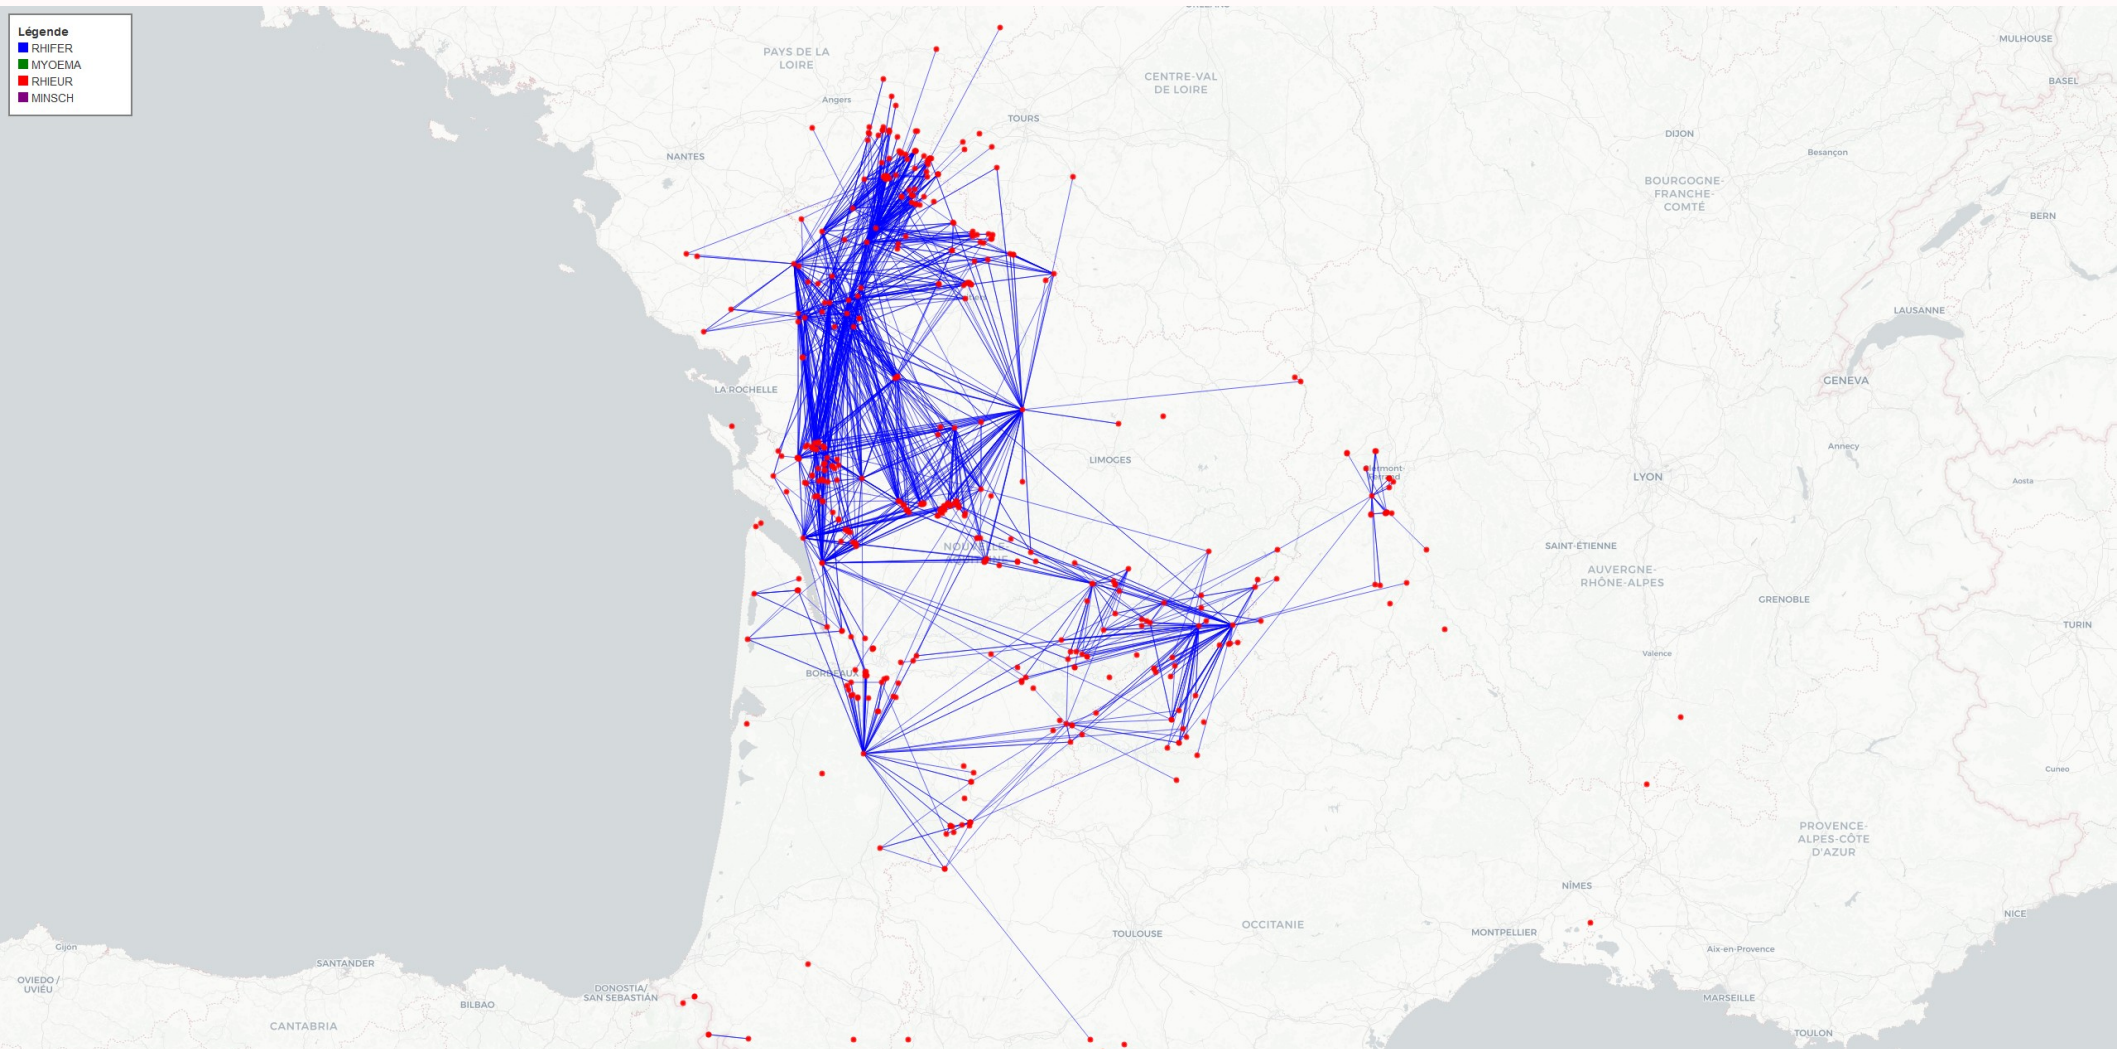 Légende
RHIFER
MYOEMA
RHIEUR
MINSCH
PAYS DE LA
LOIRE
Angers
CENTRE-VAL
DE LOIRE
TOURS
NANTES
MULHOUSE
BASEL
DIJON
Besançon
BOURGOGNE-
FRANCHE-
COMTÉ
BERN
LAUSANNE
GENEVA
LA ROCHELLE
LIMOGES
LYON
Annecy
Aosta
NOUVELLE-
SAINT-ÉTIENNE
AUVERGNE-
RHÔNE-ALPES
GRENOBLE
TURIN
Valence
BORDEAUX
Cuneo
PROVENCE-
ALPES-CÔTE
D'AZUR
NÎMES
NICE
OCCITANIE
TOULOUSE
MONTPELLIER
Aix-en-Provence
MARSEILLE
TOULON
Gijón
OVIEDO /
UVIÉU
SANTANDER
CANTABRIA
BILBAO
DONOSTIA/
SAN SEBASTIÁN